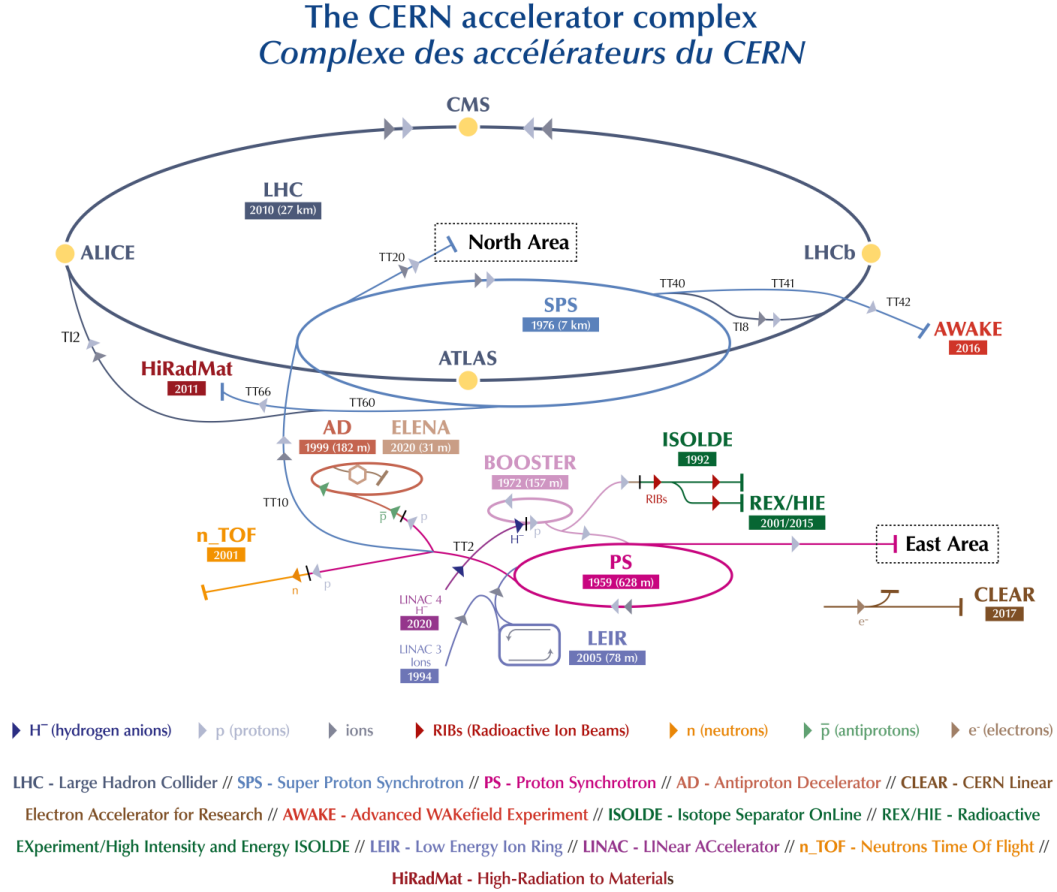 The CERN accelerator complex
Complexe des accélérateurs du CERN
CMS
LHC
2010 (27 km)
ALICE
TT20
North Area
LHCb
SPS
1976 (7 km)
TT40
TT41
TT42
TI8
AWAKE
2016
TI2
ATLAS
HiRadMat
2011
TT66
TT60
AD
1999 (182 m)
ELENA
2020 (31 m)
ISOLDE
1992
BOOSTER
1972 (157 m)
RIBs
REX/HIE
2001/2015
TT10
p̅
p
H⁻
p
n_TOF
2001
TT2
East Area
PS
1959 (628 m)
n
p
LINAC 4
H⁻
2020
CLEAR
2017
e⁻
LINAC 3
Ions
1994
LEIR
2005 (78 m)
H⁻ (hydrogen anions)
p (protons)
ions
RIBs (Radioactive Ion Beams)
n (neutrons)
p̅ (antiprotons)
e⁻ (electrons)
LHC - Large Hadron Collider // SPS - Super Proton Synchrotron // PS - Proton Synchrotron // AD - Antiproton Decelerator // CLEAR - CERN Linear
Electron Accelerator for Research // AWAKE - Advanced WAKefield Experiment // ISOLDE - Isotope Separator OnLine // REX/HIE - Radioactive
EXperiment/High Intensity and Energy ISOLDE // LEIR - Low Energy Ion Ring // LINAC - LINear ACcelerator // n_TOF - Neutrons Time Of Flight //
HiRadMat - High-Radiation to Materials